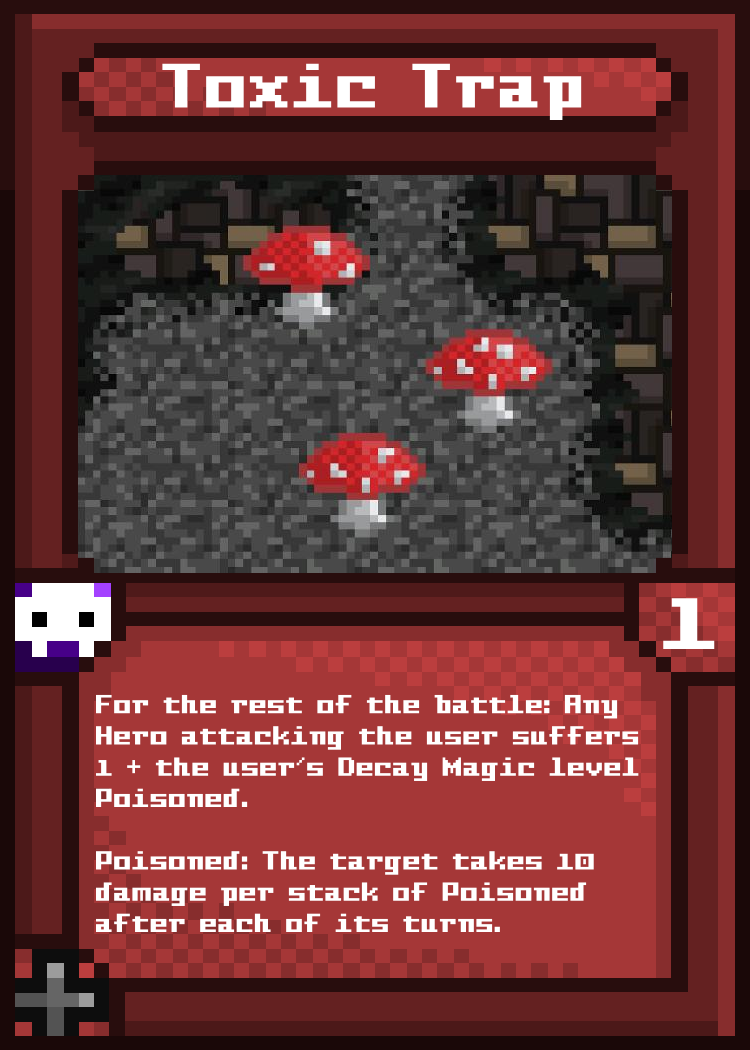 Toxic Trap
1
For the rest of the battle: Any
Hero attacking the user suffers
1 + the user's Decay Magic level
Poisoned.
Poisoned: The target takes 10
damage per stack of Poisoned
after each of its turns.